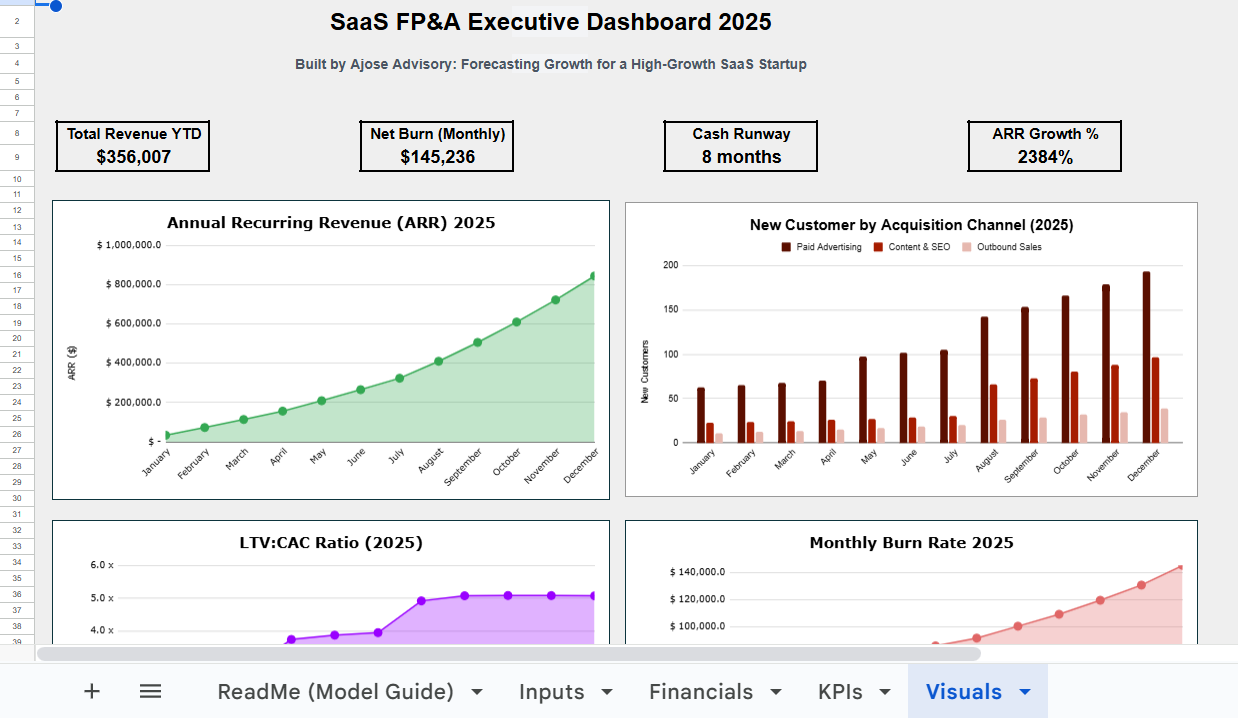 2
SaaS FP&A Executive Dashboard 2025
3
4
Built by Ajose Advisory: Forecasting Growth for a High-Growth SaaS Startup
5
6
7
8
Total Revenue YTD
Net Burn (Monthly)
Cash Runway
ARR Growth %
9
$356,007
$145,236
8 months
2384%
10
11
12
13
14
15
16
17
18
19
20
21
22
23
24
25
26
27
28
29
30
31
32
33
34
35
36
37
38
39
Annual Recurring Revenue (ARR) 2025
ARR ($)
$ 1,000,000.0
$ 800,000.0
$ 600,000.0
$ 400,000.0
$ 200,000.0
$ -
January
February
March
April
May
June
July
August
September
October
November
December
New Customer by Acquisition Channel (2025)
Paid Advertising
Content & SEO
Outbound Sales
New Customers
200
150
100
50
0
January
February
March
April
May
June
July
August
September
October
November
December
LTV:CAC Ratio (2025)
6.0 x
5.0 x
4.0 x
Monthly Burn Rate 2025
$ 140,000.0
$ 120,000.0
$ 100,000.0
+
ReadMe (Model Guide)
Inputs
Financials
KPIs
Visuals